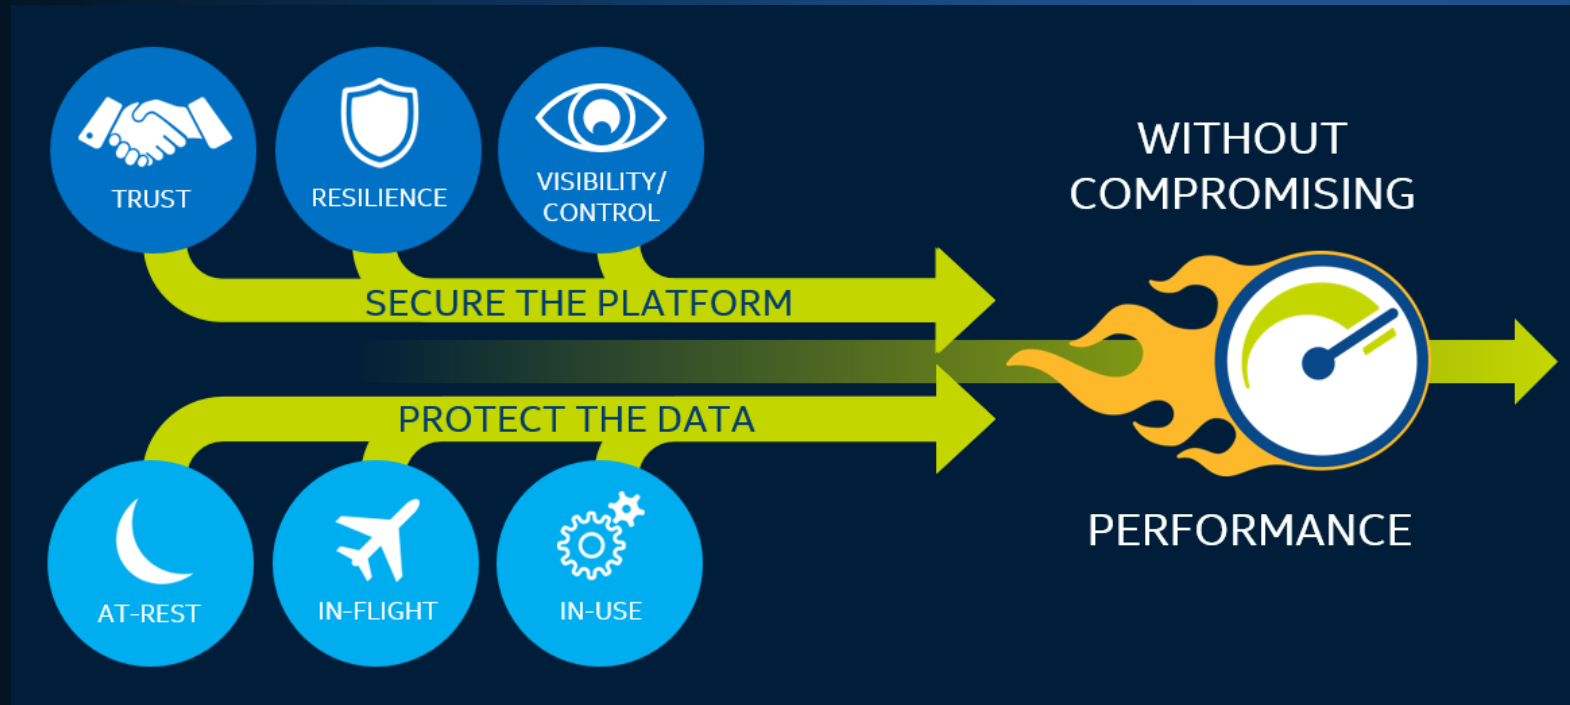 TRUST
RESILIENCE
VISIBILITY/
CONTROL
SECURE THE PLATFORM
PROTECT THE DATA
AT-REST
IN-FLIGHT
IN-USE
WITHOUT
COMPROMISING
PERFORMANCE